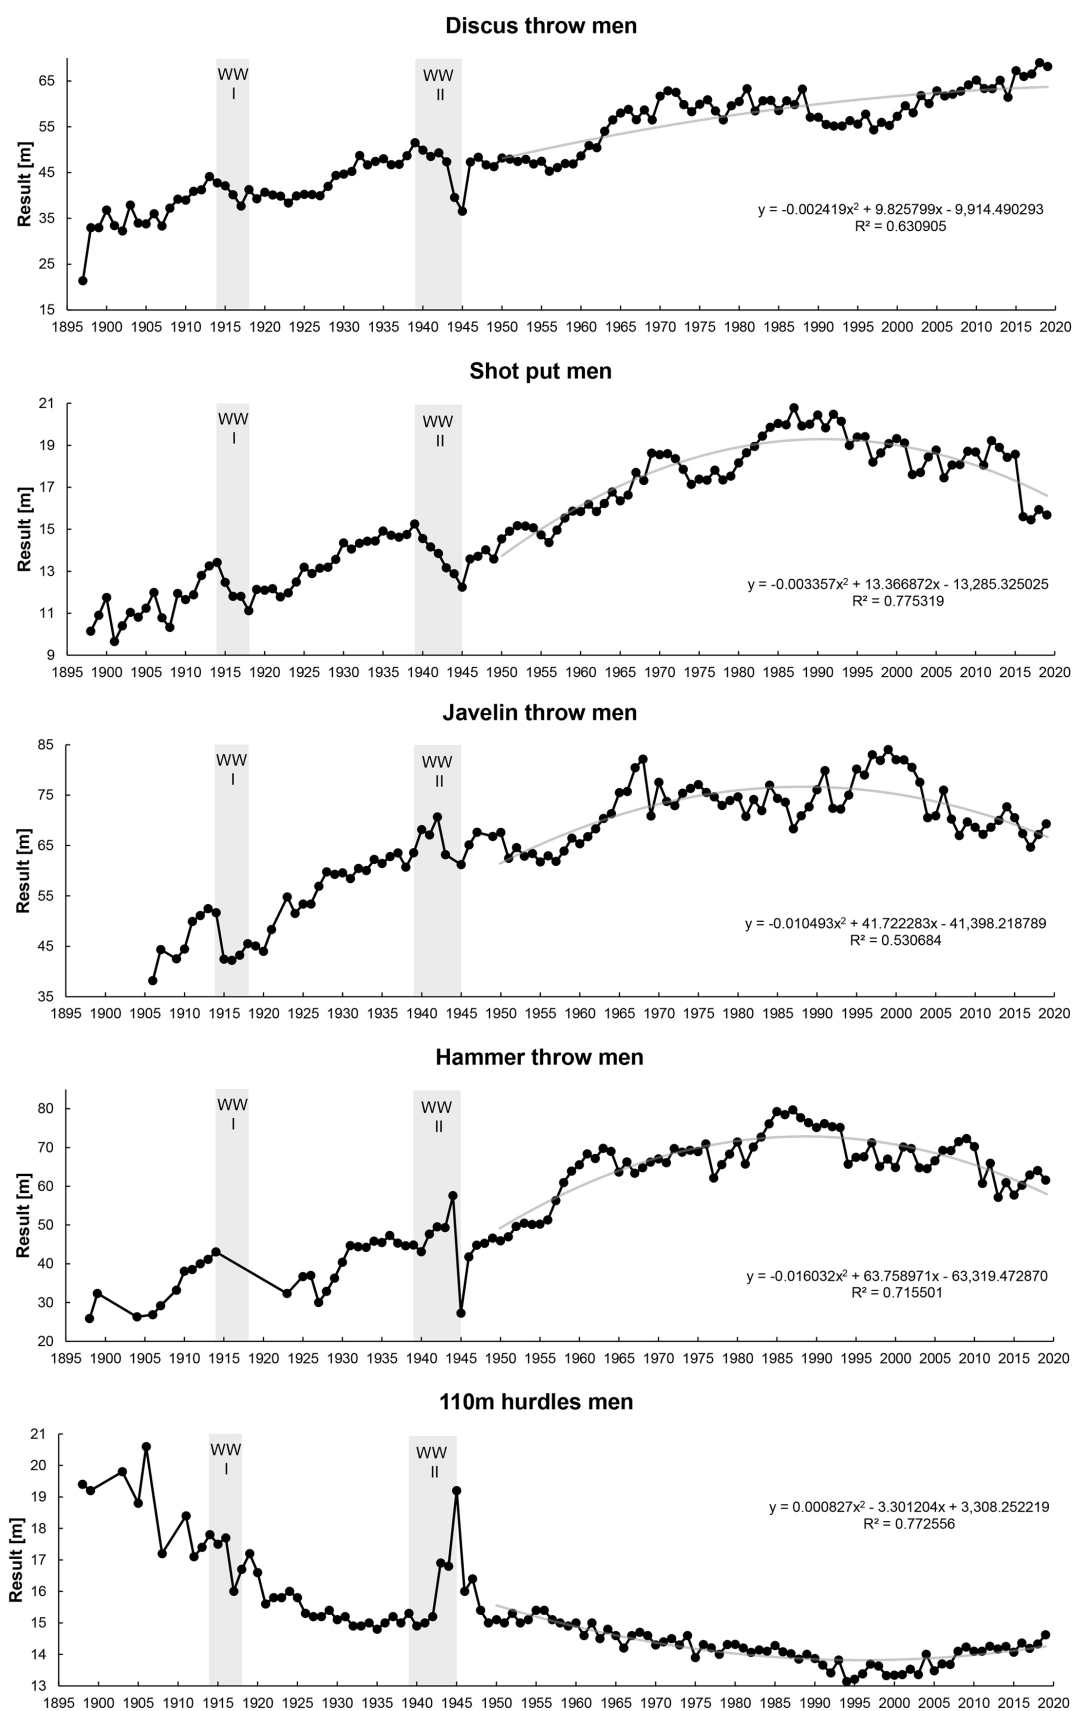 Discus throw men
65
55
45
35
25
15
Result [m]
WW
I
WW
II
y = -0.002419x² + 9.825799x - 9,914.490293
R² = 0.630905
1895 1900 1905 1910 1915 1920 1925 1930 1935 1940 1945 1950 1955 1960 1965 1970 1975 1980 1985 1990 1995 2000 2005 2010 2015 2020
Shot put men
21
19
17
15
13
11
9
Result [m]
WW
I
WW
II
y = -0.003357x² + 13.366872x - 13,285.325025
R² = 0.775319
1895 1900 1905 1910 1915 1920 1925 1930 1935 1940 1945 1950 1955 1960 1965 1970 1975 1980 1985 1990 1995 2000 2005 2010 2015 2020
Javelin throw men
85
75
65
55
45
35
Result [m]
WW
I
WW
II
y = -0.010493x² + 41.722283x - 41,398.218789
R² = 0.530684
1895 1900 1905 1910 1915 1920 1925 1930 1935 1940 1945 1950 1955 1960 1965 1970 1975 1980 1985 1990 1995 2000 2005 2010 2015 2020
Hammer throw men
80
70
60
50
40
30
20
Result [m]
WW
I
WW
II
y = -0.016032x² + 63.758971x - 63,319.472870
R² = 0.715501
1895 1900 1905 1910 1915 1920 1925 1930 1935 1940 1945 1950 1955 1960 1965 1970 1975 1980 1985 1990 1995 2000 2005 2010 2015 2020
110m hurdles men
21
20
19
18
17
16
15
14
13
Result [m]
WW
I
WW
II
y = 0.000827x² - 3.301204x + 3,308.252219
R² = 0.772556
1895 1900 1905 1910 1915 1920 1925 1930 1935 1940 1945 1950 1955 1960 1965 1970 1975 1980 1985 1990 1995 2000 2005 2010 2015 2020